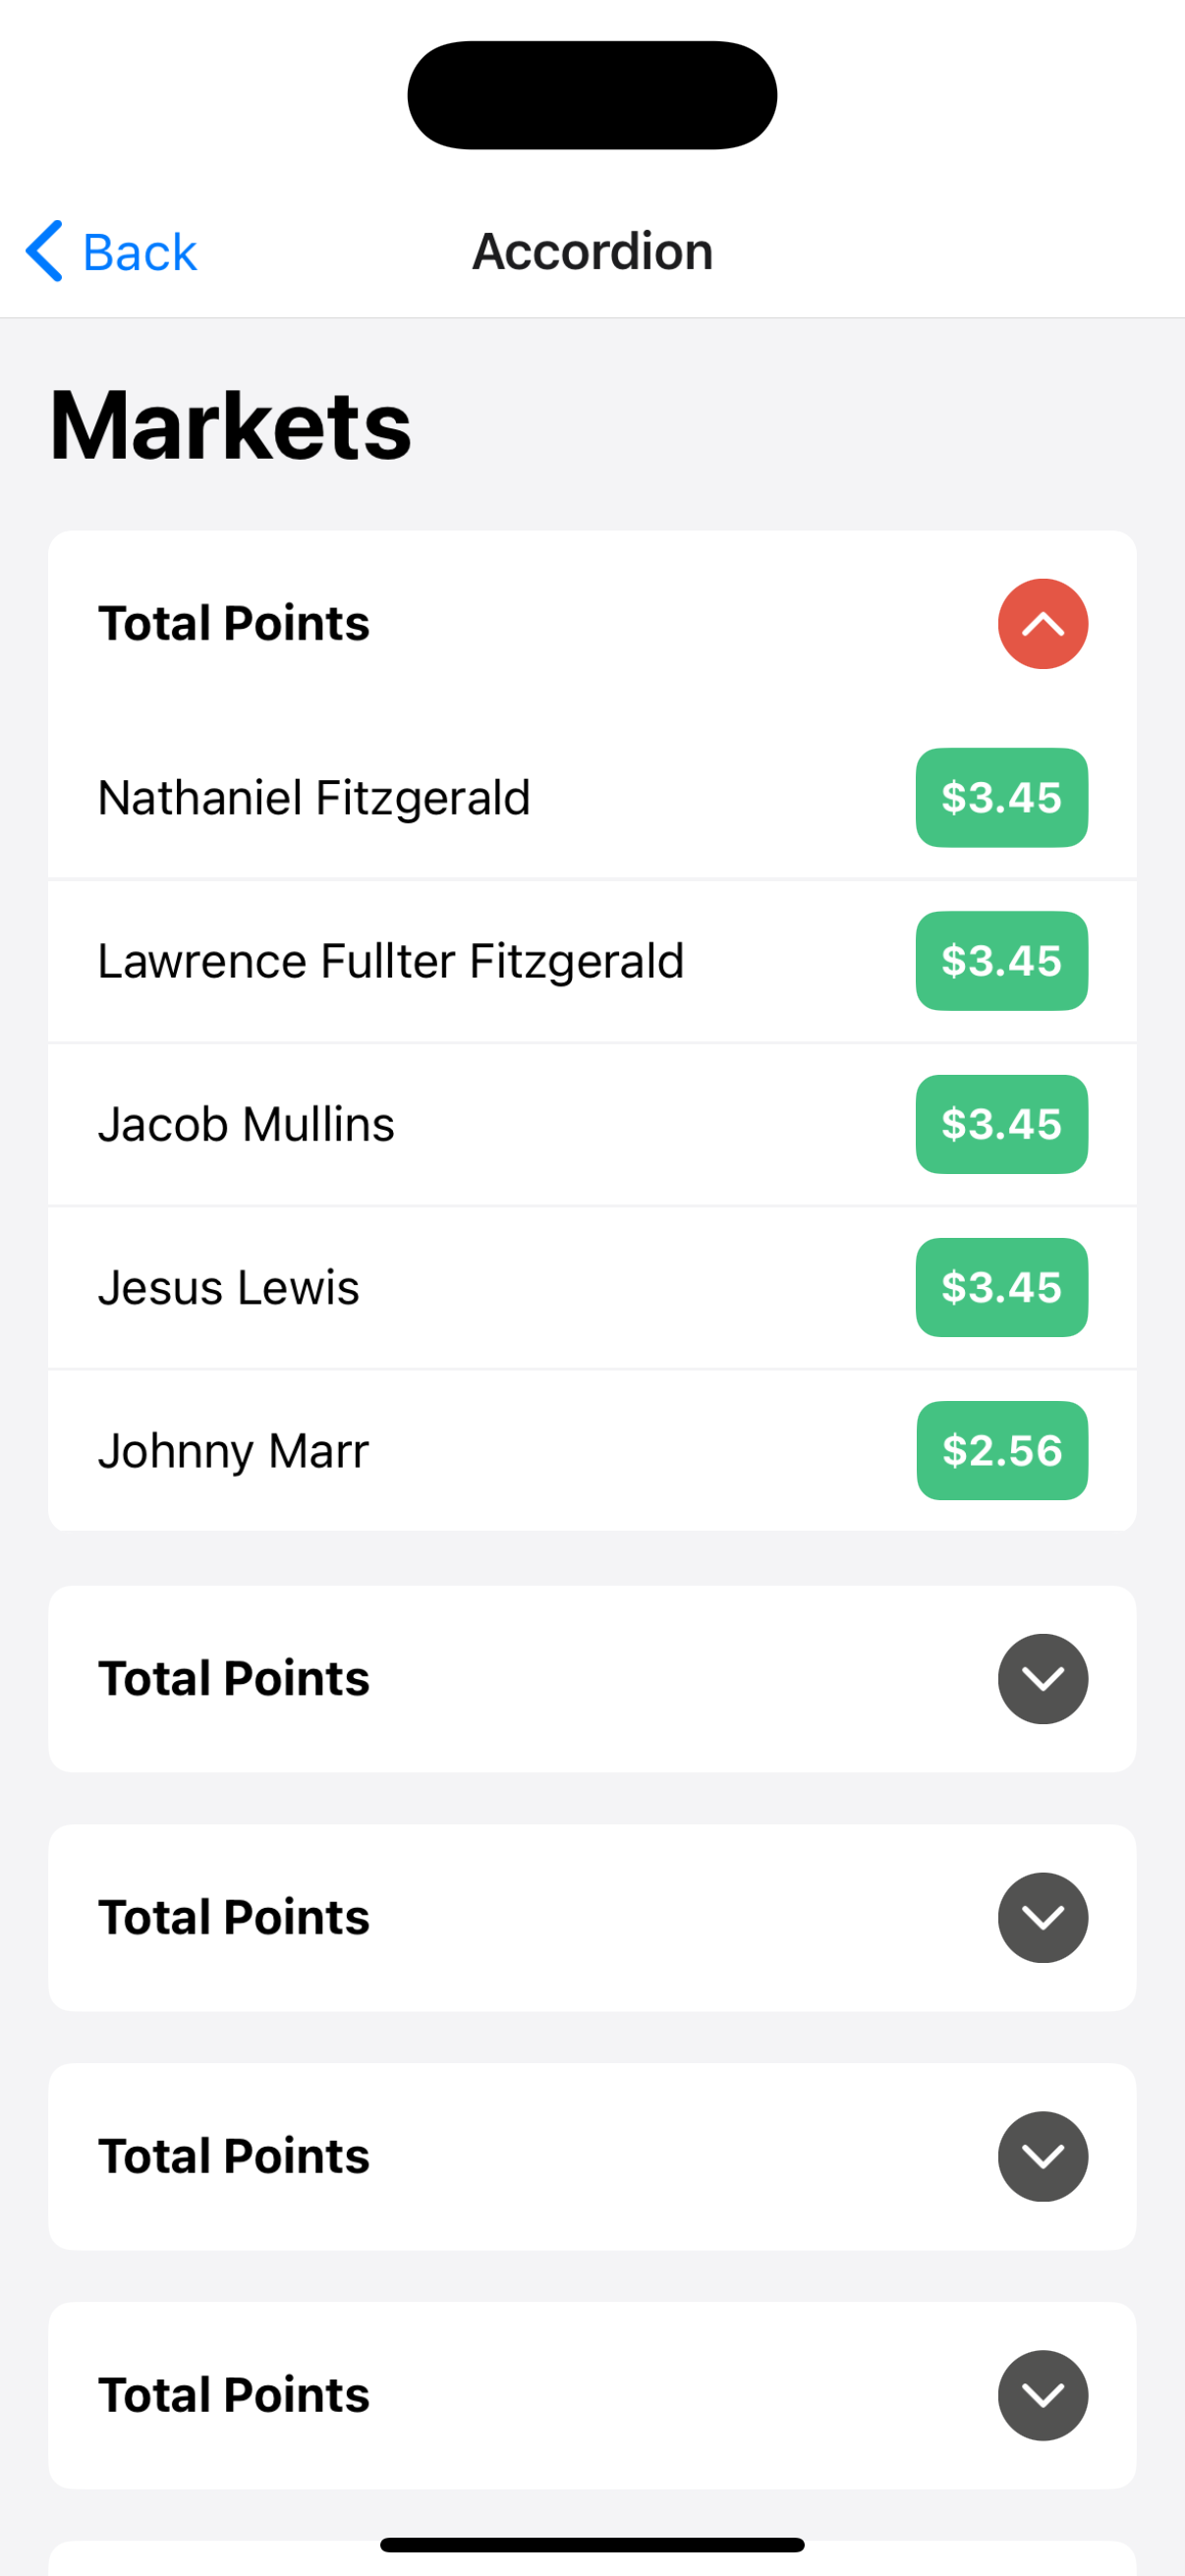 Back
Accordion
Markets
Total Points
Nathaniel Fitzgerald
$3.45
Lawrence Fullter Fitzgerald
$3.45
Jacob Mullins
$3.45
Jesus Lewis
$3.45
Johnny Marr
$2.56
Total Points
Total Points
Total Points
Total Points